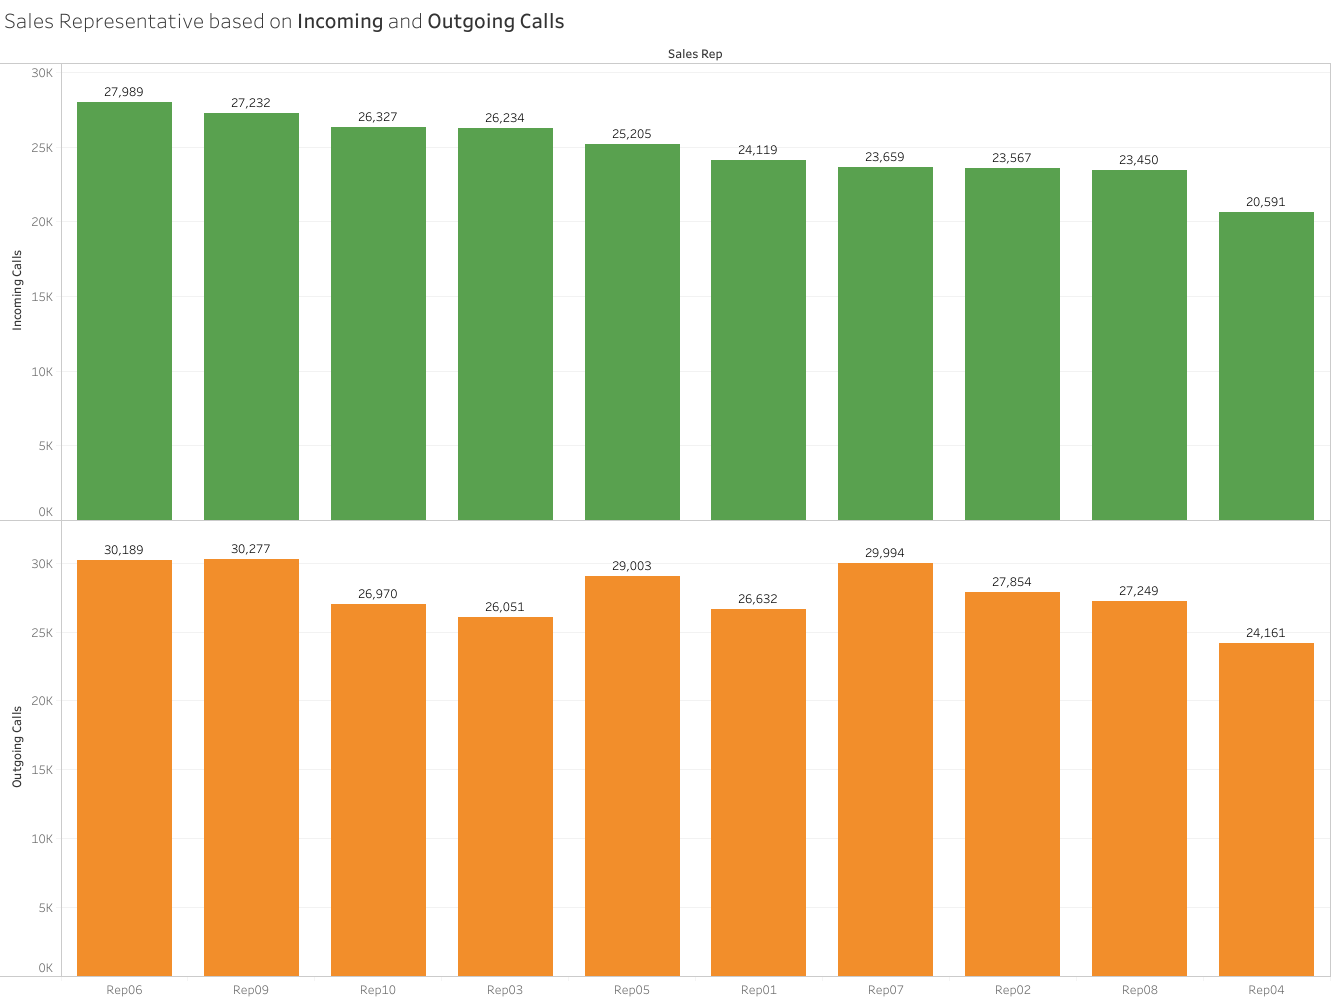 Sales Representative based on Incoming and Outgoing Calls
Sales Rep
30K
25K
20K
15K
10K
5K
0K
Incoming Calls
27,989
27,232
26,327
26,234
25,205
24,119
23,659
23,567
23,450
20,591
30K
25K
20K
15K
10K
5K
0K
Outgoing Calls
30,189
30,277
26,970
26,051
29,003
26,632
29,994
27,854
27,249
24,161
Rep06
Rep09
Rep10
Rep03
Rep05
Rep01
Rep07
Rep02
Rep08
Rep04